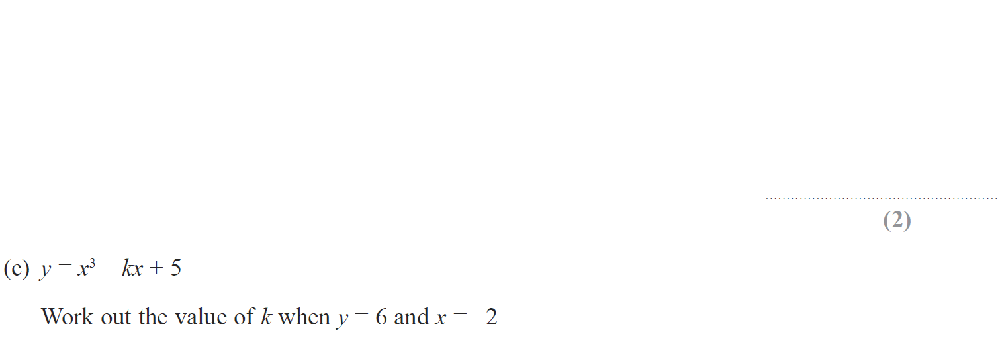 (2)
(c) y = x³ – kx + 5
Work out the value of k when y = 6 and x = –2